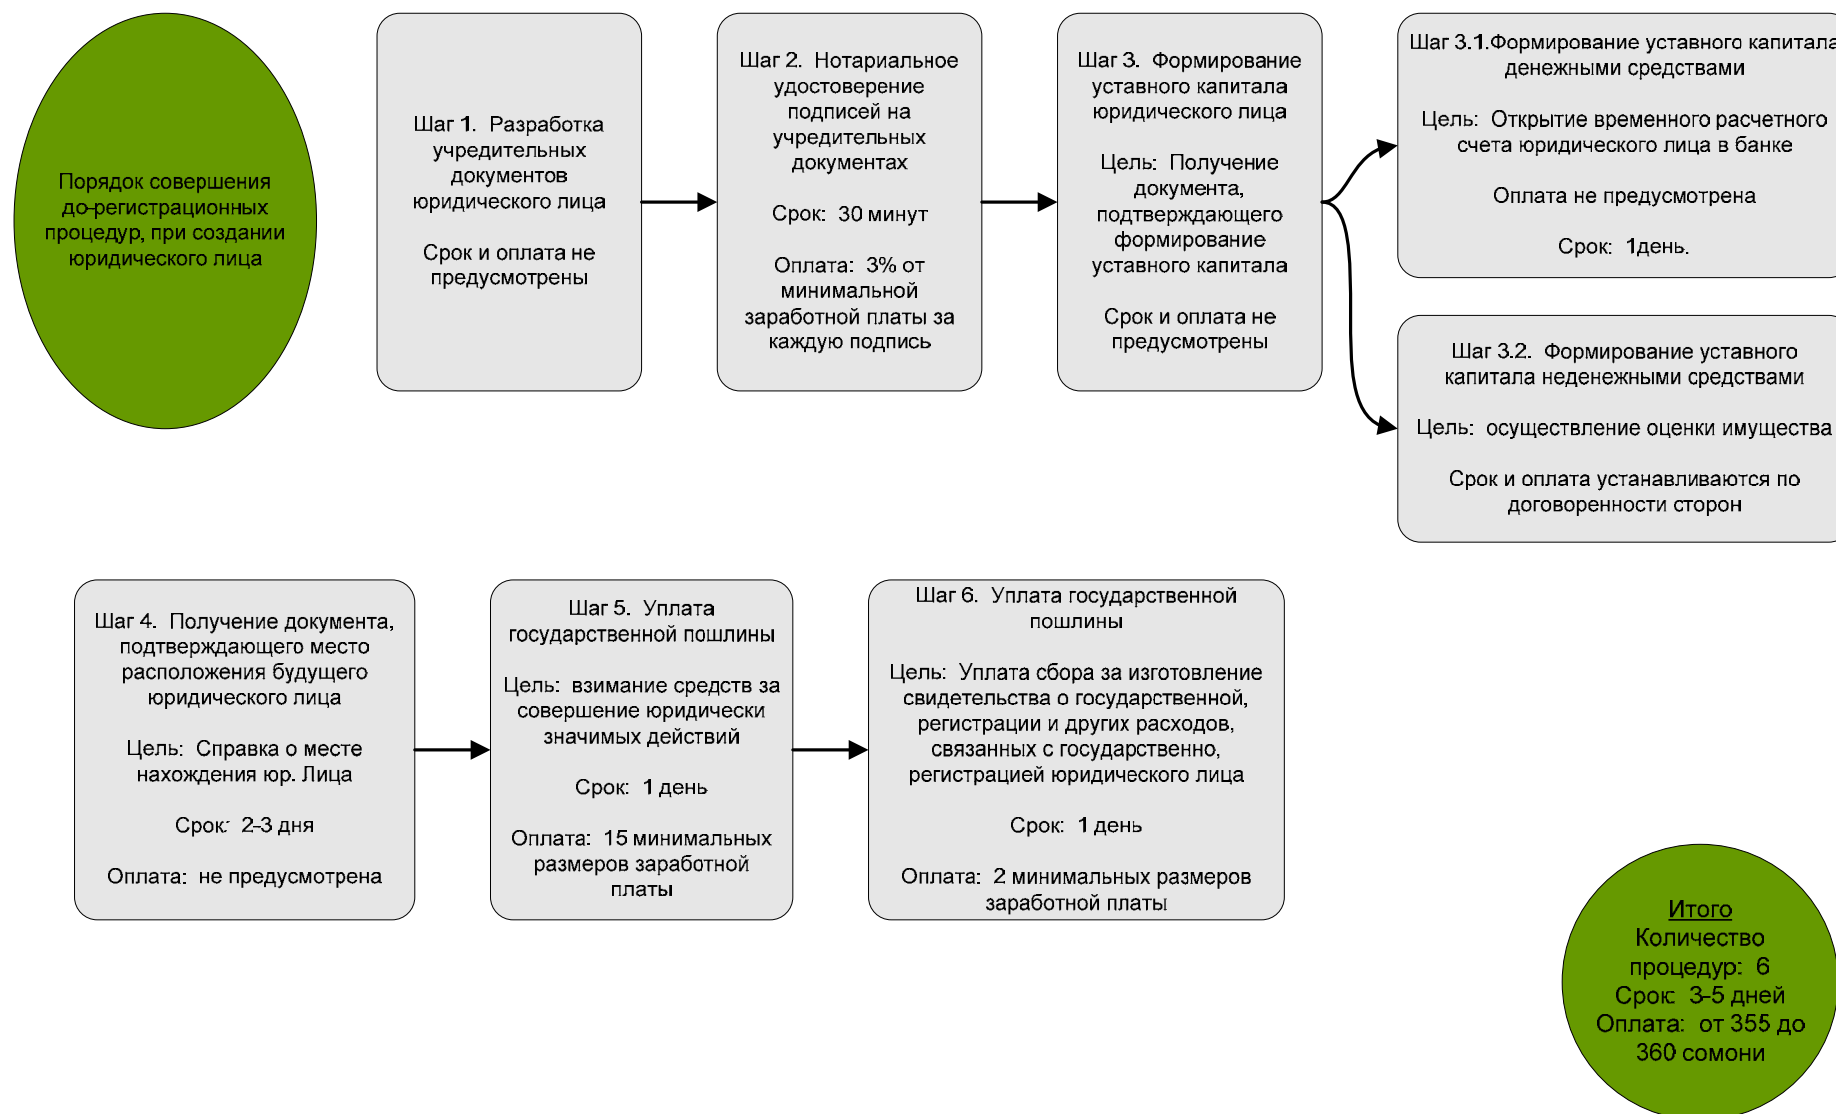 Порядок совершения
до-регистрационных
процедур, при создании
юридического лица
Шаг 1. Разработка
учредительных
документов
юридического лица
Срок и оплата не
предусмотрены
Шаг 2. Нотариальное
удостоверение
подписей на
учредительных
документах
Срок: 30 минут
Оплата: 3% от
минимальной
заработной платы за
каждую подпись
Шаг 3. Формирование
уставного капитала
юридического лица
Цель: Получение
документа,
подтверждающего
формирование
уставного капитала
Срок и оплата не
предусмотрены
Шаг 3.1.Формирование уставного капитала
денежными средствами
Цель: Открытие временного расчетного
счета юридического лица в банке
Оплата не предусмотрена
Срок: 1день.
Шаг 3.2. Формирование уставного
капитала неденежными средствами
Цель: осуществление оценки имущества
Срок и оплата устанавливаются по
договоренности сторон
Шаг 4. Получение документа,
подтверждающего место
расположения будущего
юридического лица
Цель: Справка о месте
нахождения юр. Лица
Срок: 2-3 дня
Оплата: не предусмотрена
Шаг 5. Уплата
государственной пошлины
Цель: взимание средств за
совершение юридически
значимых действий
Срок: 1 день
Оплата: 15 минимальных
размеров заработной
платы
Шаг 6. Уплата государственной
пошлины
Цель: Уплата сбора за изготовление
свидетельства о государственной,
регистрации и других расходов,
связанных с государственно,
регистрацией юридического лица
Срок: 1 день
Оплата: 2 минимальных размеров
заработной платы
Итого
Количество
процедур: 6
Срок: 3-5 дней
Оплата: от 355 до
360 сомони